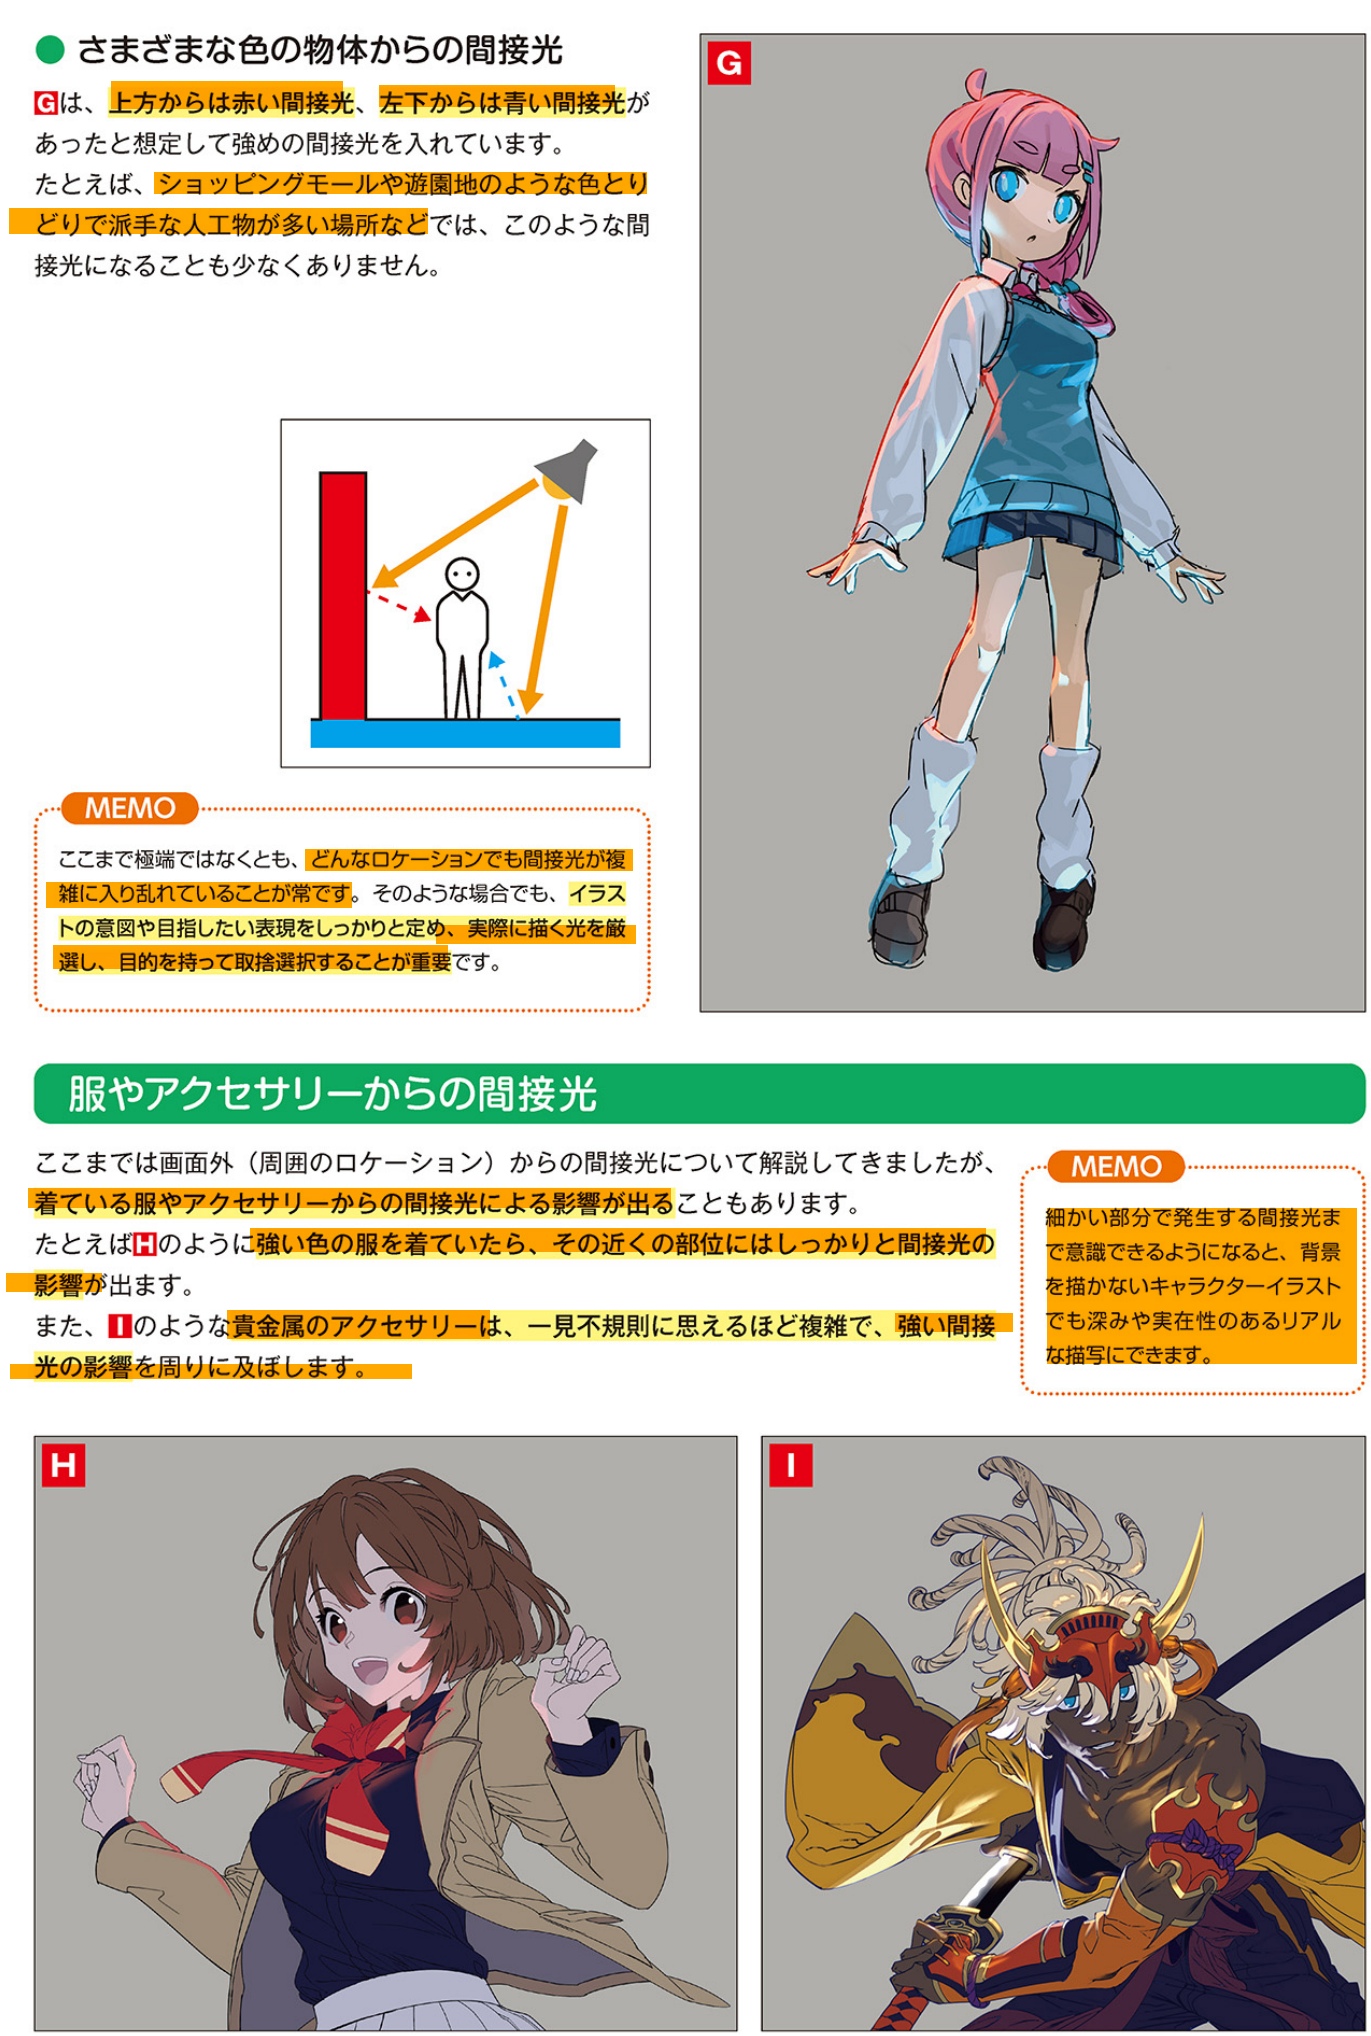 さまざまな色の物体からの間接光
Gは、上方からは赤い間接光、左下からは青い間接光が
あったと想定して強めの間接光を入れています。
たとえば、ショッピングモールや遊園地のような色とり
どりで派手な人工物が多い場所などでは、このような間
接光になることも少なくありません。
MEMO
ここまで極端ではなくとも、どんなロケーションでも間接光が複
雑に入り乱れていることが常です。そのような場合でも、イラス
トの意図や目指したい表現をしっかりと定め、実際に描く光を厳
選し、目的を持って取捨選択することが重要です。
G
服やアクセサリーからの間接光
ここまでは画面外（周囲のロケーション）からの間接光について解説してきましたが、
着ている服やアクセサリーからの間接光による影響が出ることもあります。
たとえばHのように強い色の服を着ていたら、その近くの部位にはしっかりと間接光の
影響が出ます。
また、Iのような貴金属のアクセサリーは、一見不規則に思えるほど複雑で、強い間接
光の影響を周りに及ぼします。
MEMO
細かい部分で発生する間接光ま
で意識できるようになると、背景
を描かないキャラクターイラスト
でも深みや実在性のあるリアル
な描写にできます。
H
I